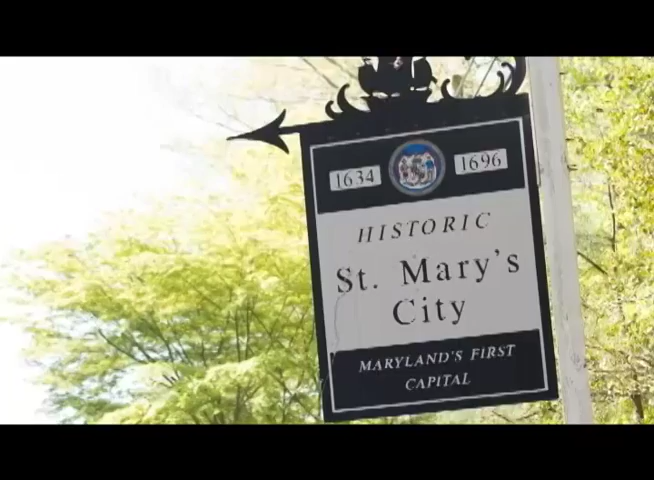 1634 1696
HISTORIC
St. Mary's
City
MARYLAND'S FIRST
CAPITAL